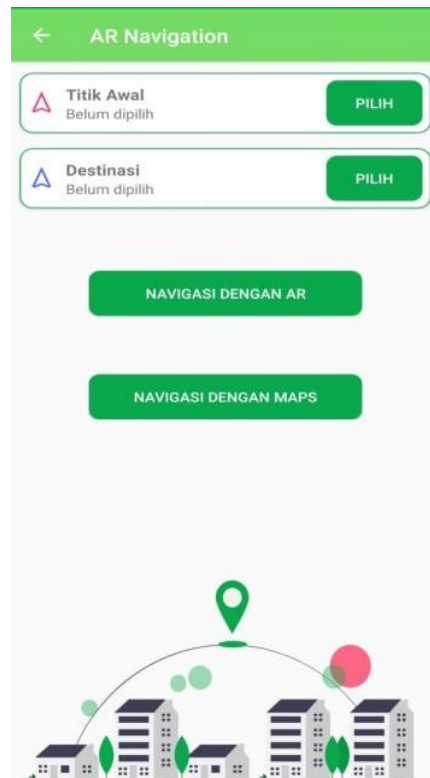 AR Navigation
Titik Awal
Belum dipilih
PILIH
Destinasi
Belum dipilih
PILIH
NAVIGASI DENGAN AR
NAVIGASI DENGAN MAPS